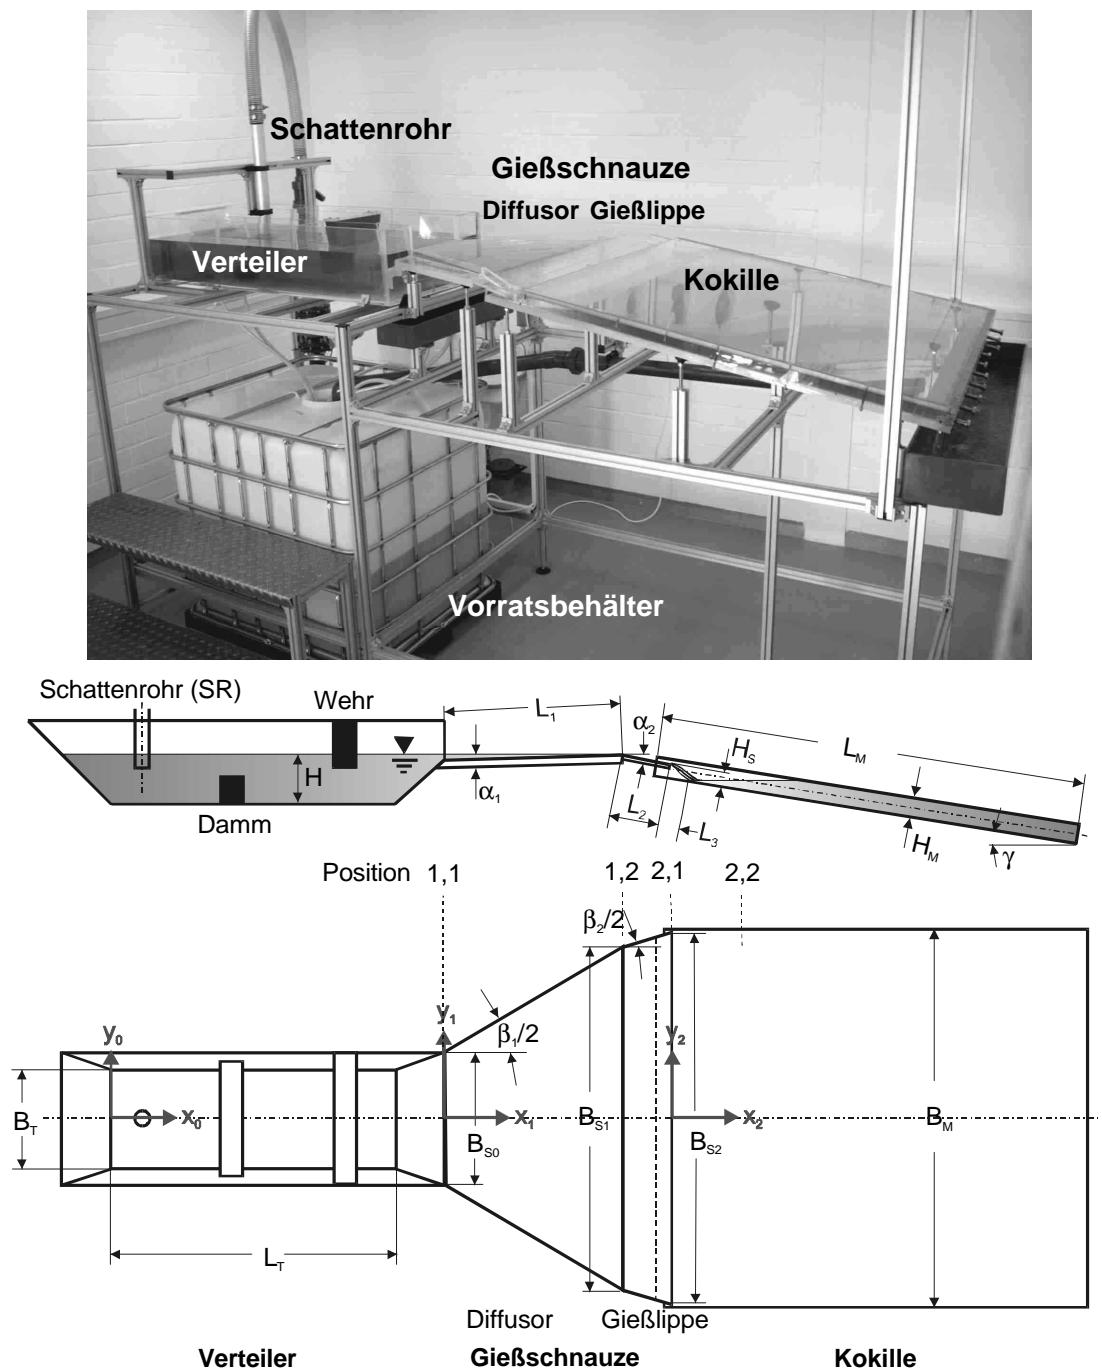 Schattenrohr
Gießschnauze
Diffusor Gießlippe
Verteiler
Kokille
Vorratsbehälter
Schattenrohr (SR)
Wehr
L1
α2
HS
LM
H
α1
L2
L3
HM
γ
Damm
Position 1,1 1,2 2,1 2,2
β2/2
y0
y1
β1/2
y2
BT
x0
x1
BS1
x2
BM
BS0
BS2
LT
Diffusor Gießlippe
Verteiler Gießschnauze Kokille